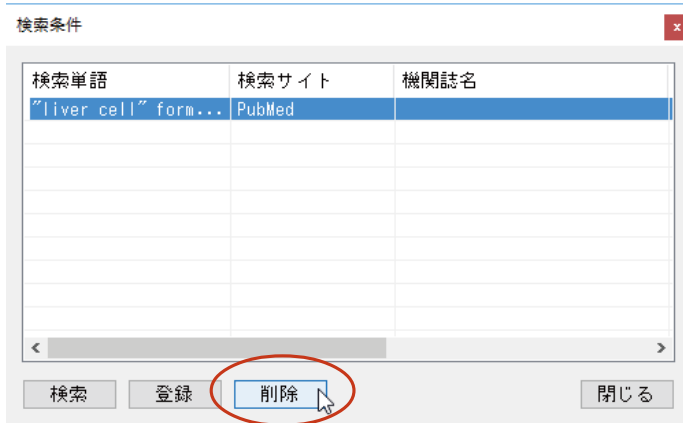 検索条件
x
検索単語 検索サイト 機関誌名
"liver cell" form... PubMed
検索 登録 削除 閉じる